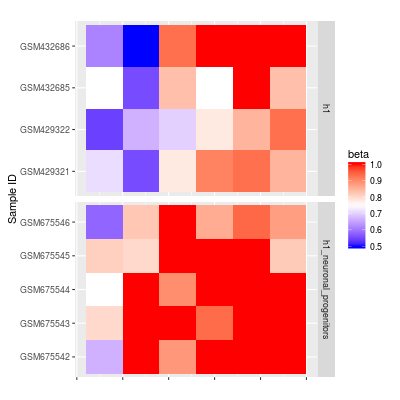 GSM432686
GSM432685
GSM429322
GSM429321
h1
GSM675546
GSM675545
GSM675544
GSM675543
GSM675542
h1_neuronal_progenitors
Sample ID
beta
1.0
0.9
0.8
0.7
0.6
0.5